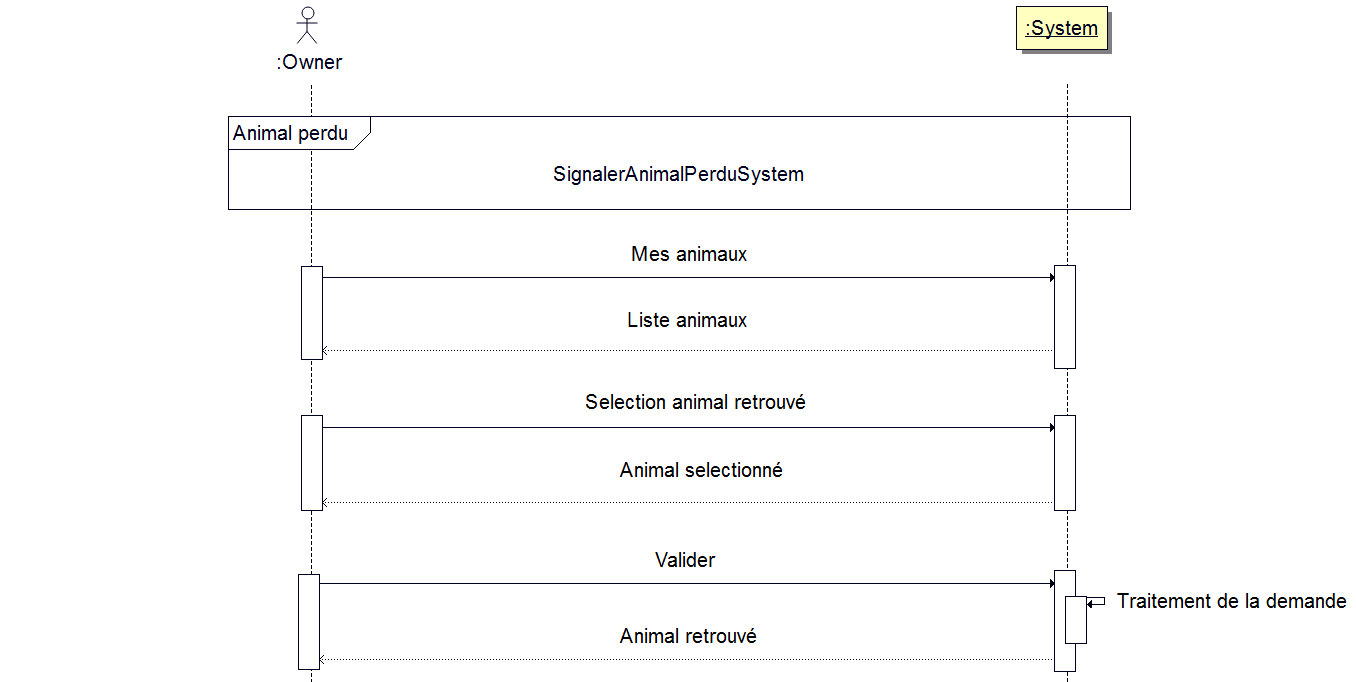 :Owner
:System
Animal perdu
SignalerAnimalPerduSystem
Mes animaux
Liste animaux
Selection animal retrouvé
Animal selectionné
Valider
Traitement de la demande
Animal retrouvé